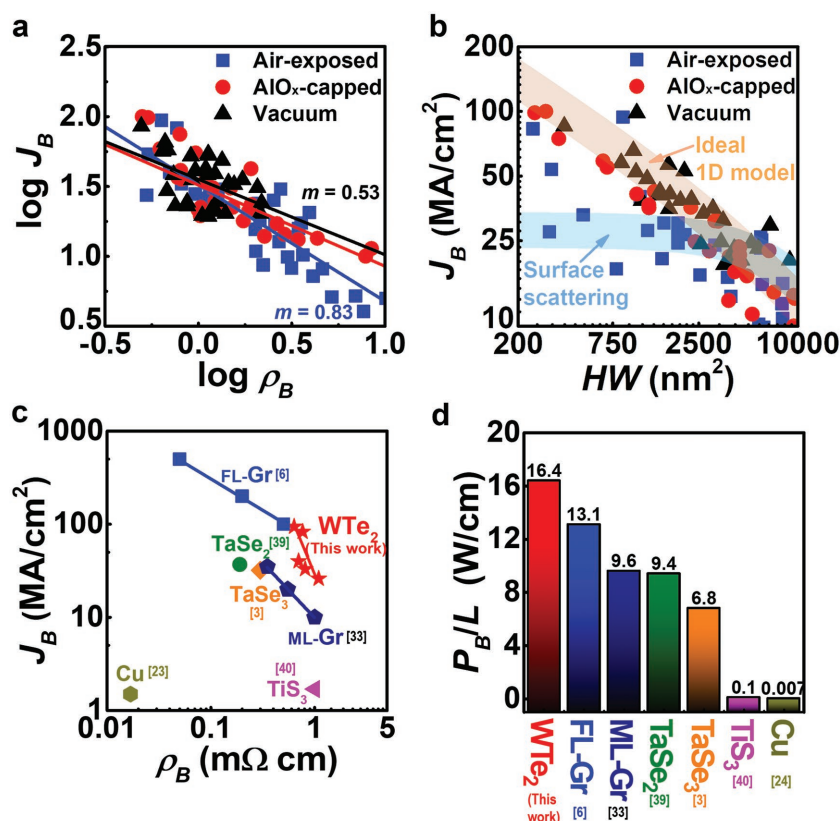 a
2.5
2.0
1.5
1.0
0.5
-0.5
0.0
0.5
1.0
log J_B
log ρ_B
Air-exposed
AlOₓ-capped
Vacuum
m = 0.53
m = 0.83
b
200
100
50
25
10
200
750
2500
10000
J_B (MA/cm²)
HW (nm²)
Air-exposed
AlOₓ-capped
Vacuum
Ideal
1D model
Surface
scattering
c
1000
100
10
1
0.01
0.1
1
5
J_B (MA/cm²)
ρ_B (mΩ cm)
FL-Gr[6]
WTe₂
(This work)
TaSe₂[39]
TaSe₃
[3]
ML-Gr[33]
Cu[23]
[40]
TiS₃
d
20
16
12
8
4
0
P_B/L (W/cm)
16.4
13.1
9.6
9.4
6.8
0.1
0.007
WTe₂
(This
work)
FL-Gr
[6]
ML-Gr
[33]
TaSe₂
[39]
TaSe₃
[3]
TiS₃
[40]
Cu
[24]